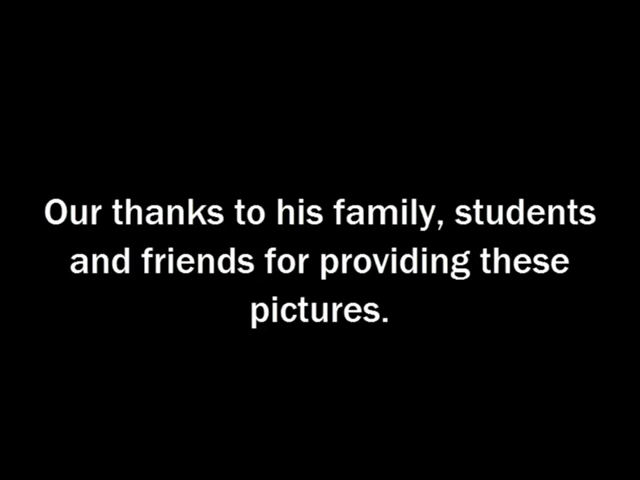 Our thanks to his family, students
and friends for providing these
pictures.